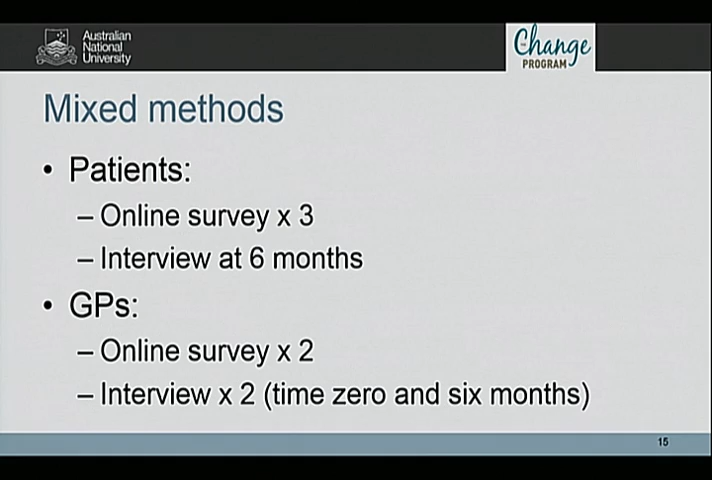 Australian
National
University
the
Change
PROGRAM
Mixed methods
• Patients:
– Online survey x 3
– Interview at 6 months
• GPs:
– Online survey x 2
– Interview x 2 (time zero and six months)
15